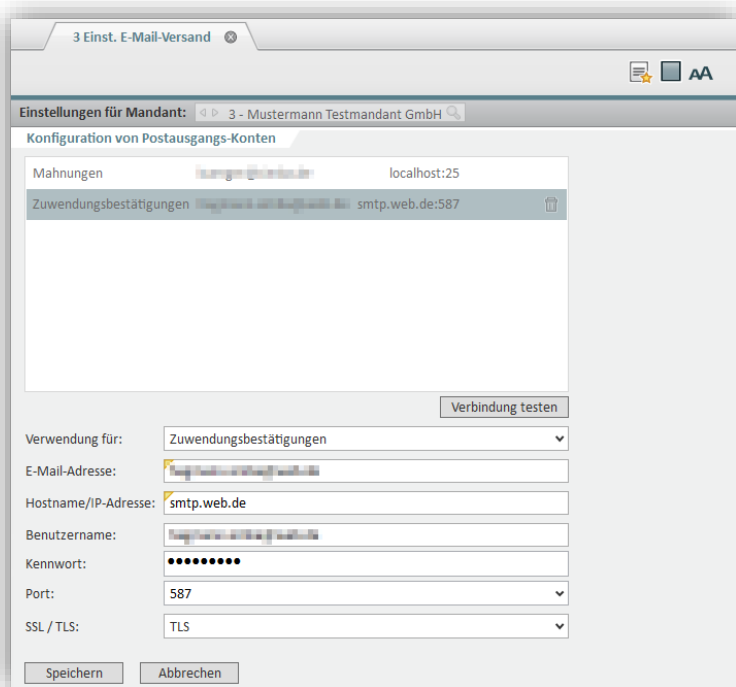 3 Einst. E-Mail-Versand
AA
Einstellungen für Mandant: 3 - Mustermann Testmandant GmbH
Konfiguration von Postausgangs-Konten
Mahnungen localhost:25
Zuwendungsbestätigungen smtp.web.de:587
Verbindung testen
Verwendung für: Zuwendungsbestätigungen
E-Mail-Adresse:
Hostname/IP-Adresse: smtp.web.de
Benutzername:
Kennwort: •••••••••
Port: 587
SSL / TLS: TLS
Speichern Abbrechen